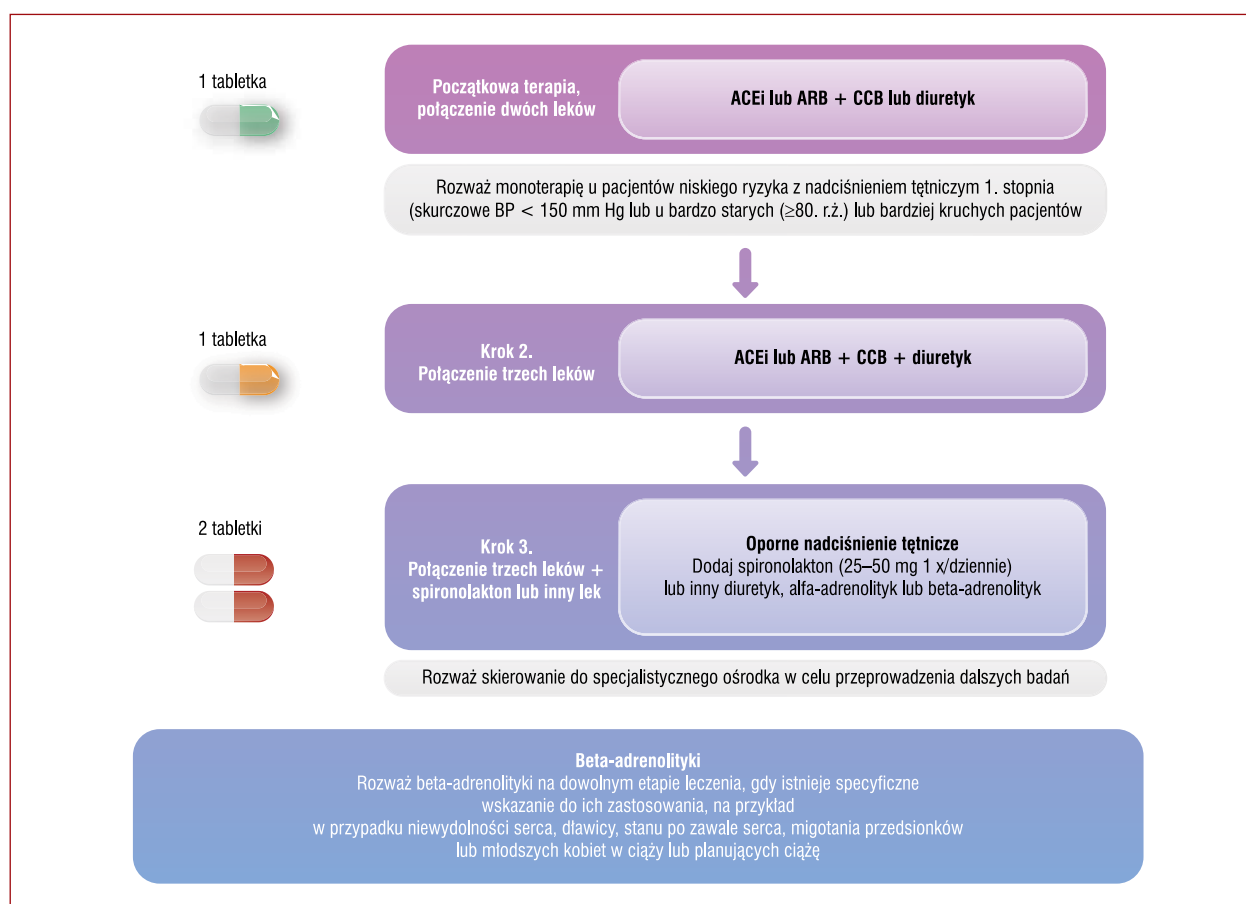 1 tabletka
Początkowa terapia,
połączenie dwóch leków
ACEi lub ARB + CCB lub diuretyk
Rozważ monoterapię u pacjentów niskiego ryzyka z nadciśnieniem tętniczym 1. stopnia
(skurczowe BP < 150 mm Hg lub u bardzo starych (≥80. r.ż.) lub bardziej kruchych pacjentów
1 tabletka
Krok 2.
Połączenie trzech leków
ACEi lub ARB + CCB + diuretyk
2 tabletki
Krok 3.
Połączenie trzech leków +
spironolakton lub inny lek
Oporne nadciśnienie tętnicze
Dodaj spironolakton (25–50 mg 1 x/dziennie)
lub inny diuretyk, alfa-adrenolityk lub beta-adrenolityk
Rozważ skierowanie do specjalistycznego ośrodka w celu przeprowadzenia dalszych badań
Beta-adrenolityki
Rozważ beta-adrenolityki na dowolnym etapie leczenia, gdy istnieje specyficzne
wskazanie do ich zastosowania, na przykład
w przypadku niewydolności serca, dławicy, stanu po zawale serca, migotania przedsionków
lub młodszych kobiet w ciąży lub planujących ciążę